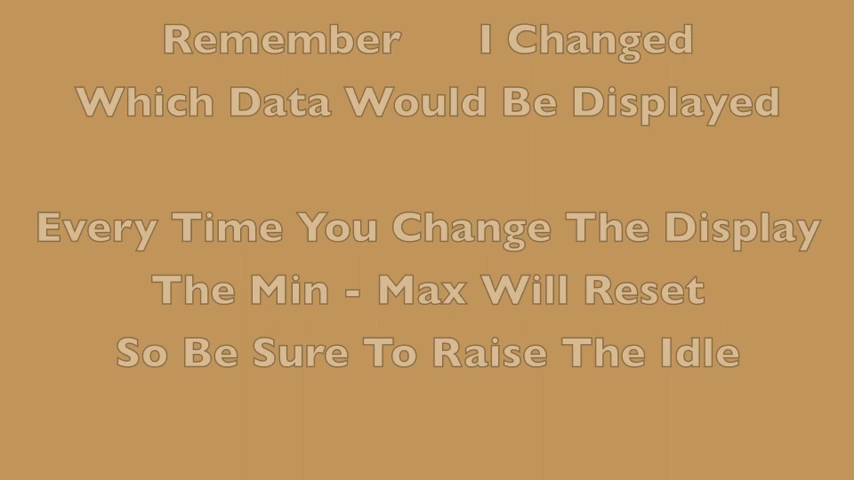 Remember I Changed
Which Data Would Be Displayed
Every Time You Change The Display
The Min - Max Will Reset
So Be Sure To Raise The Idle